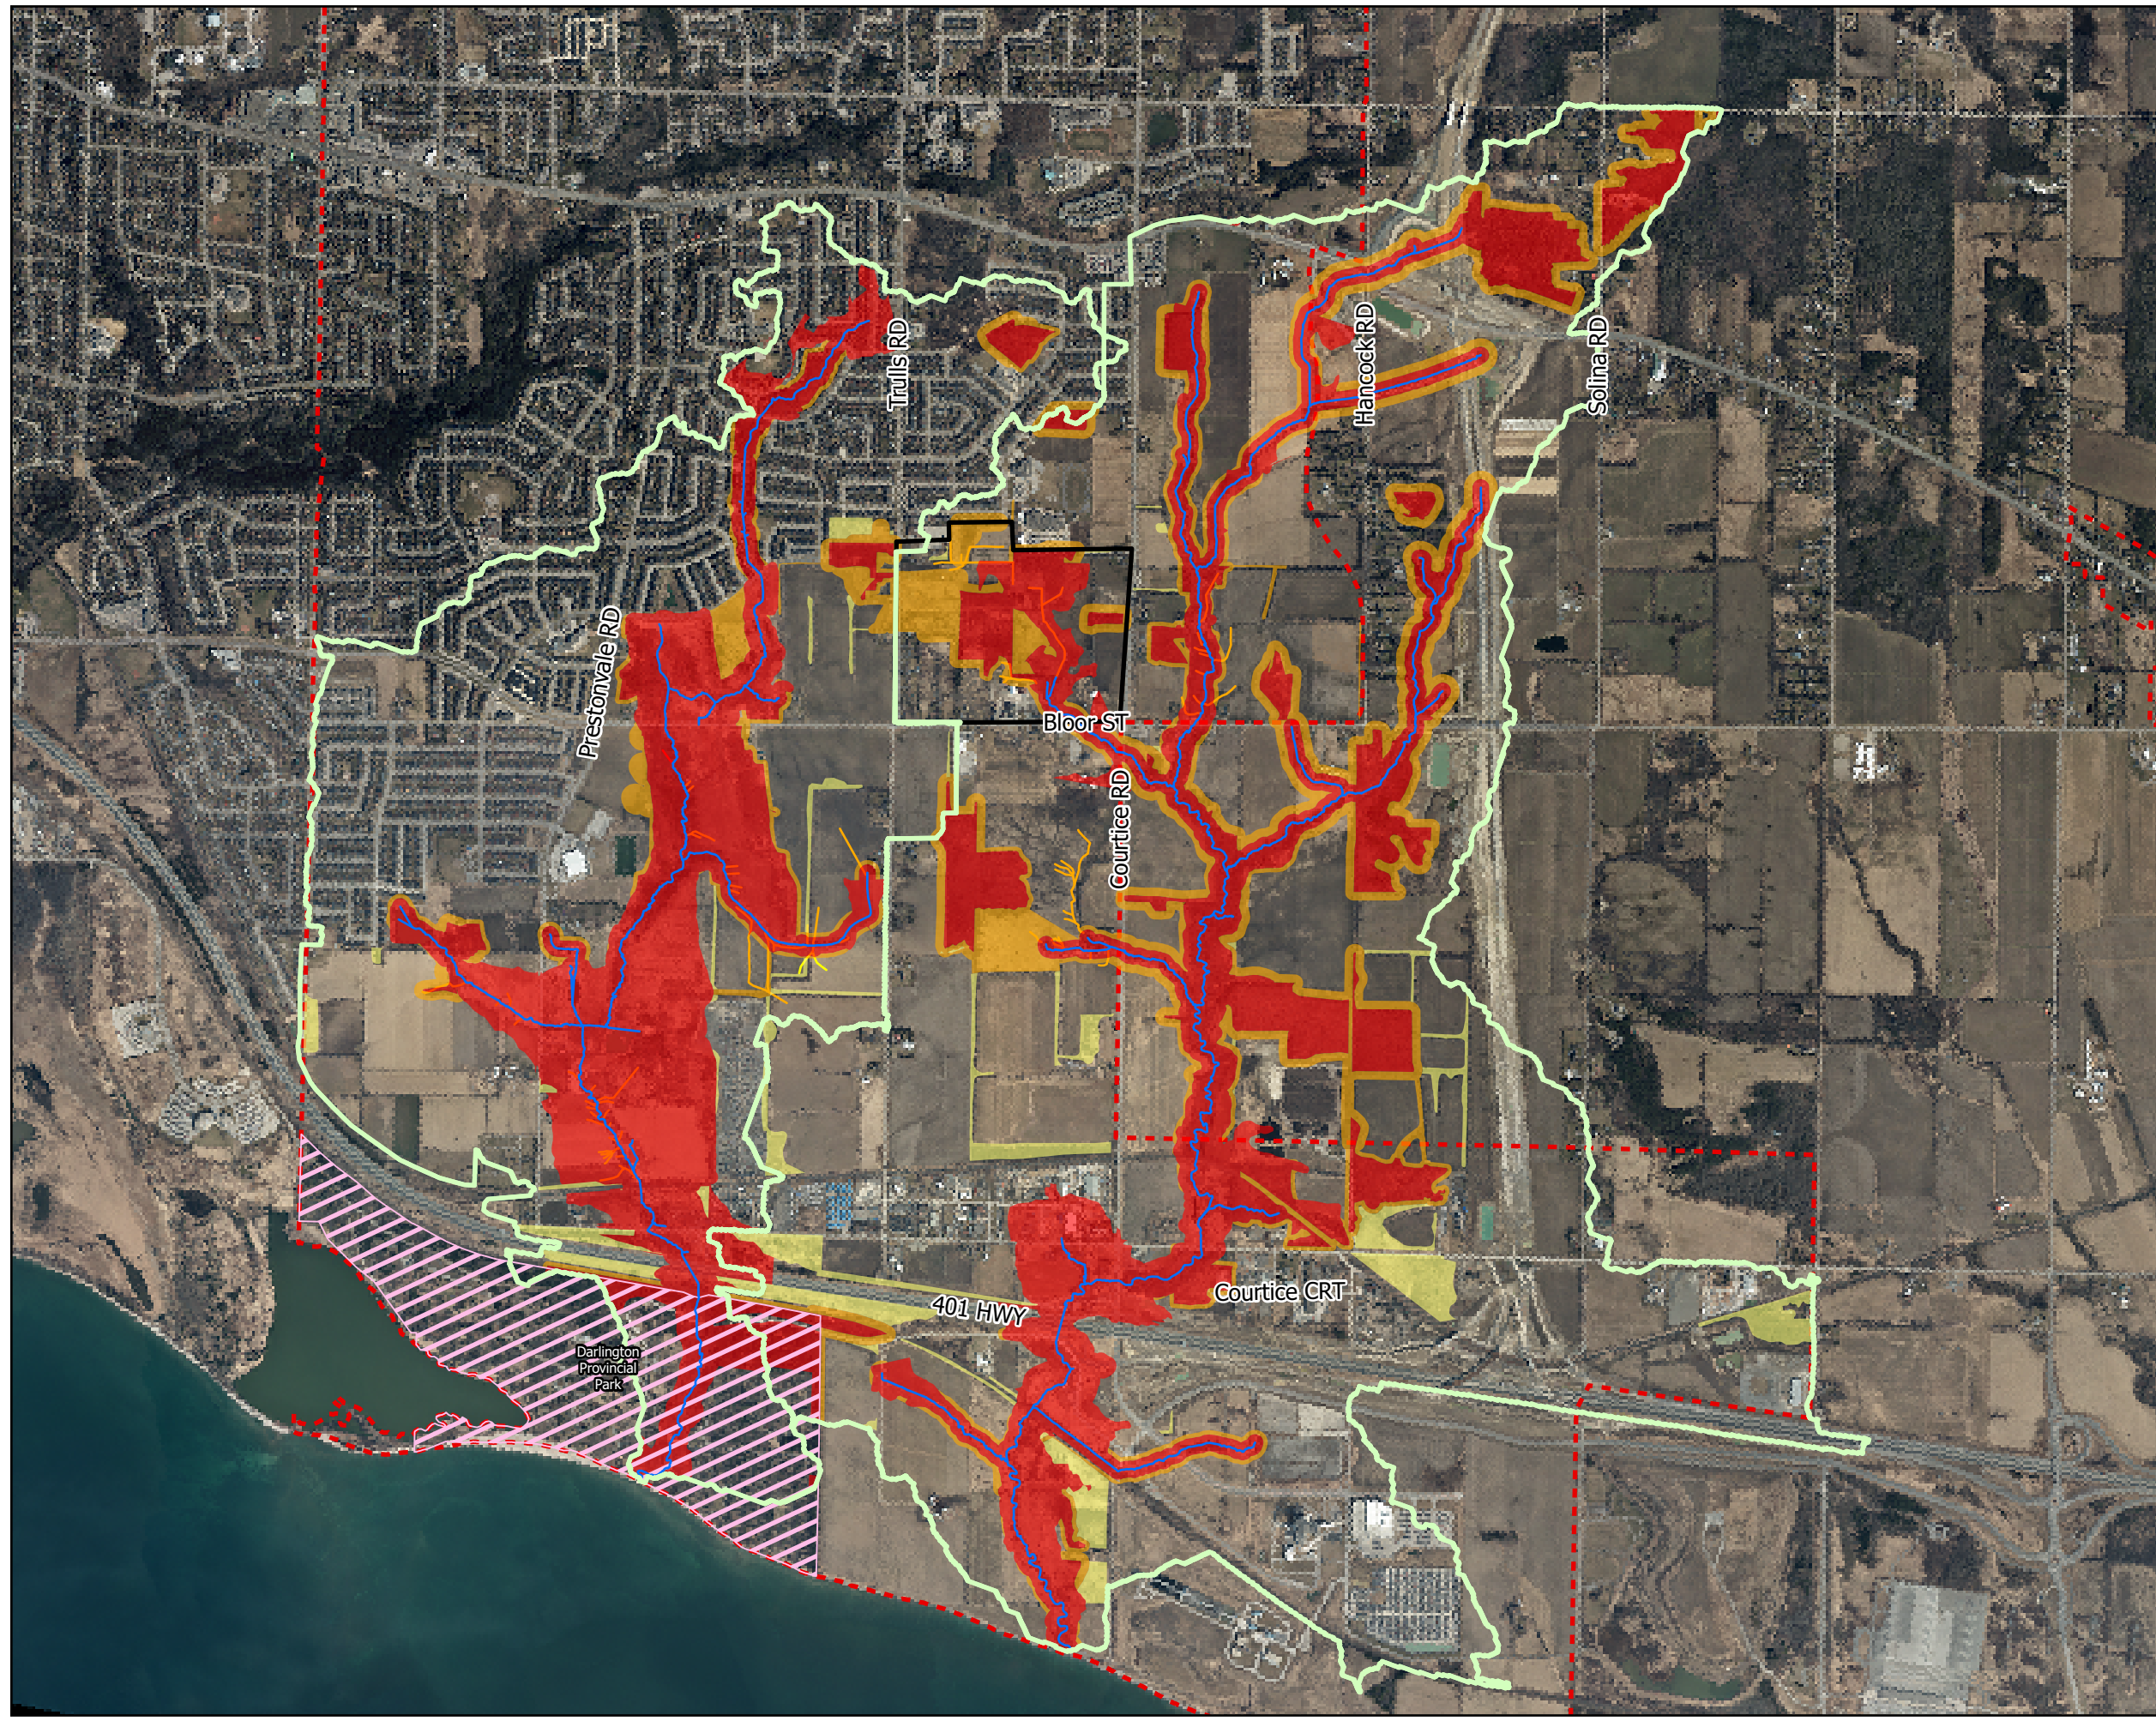 Trulls RD
Hancock RD
Solina RD
Prestonvale RD
Bloor ST
Courtice RD
Courtice CRT
401 HWY
Darlington
Provincial
Park